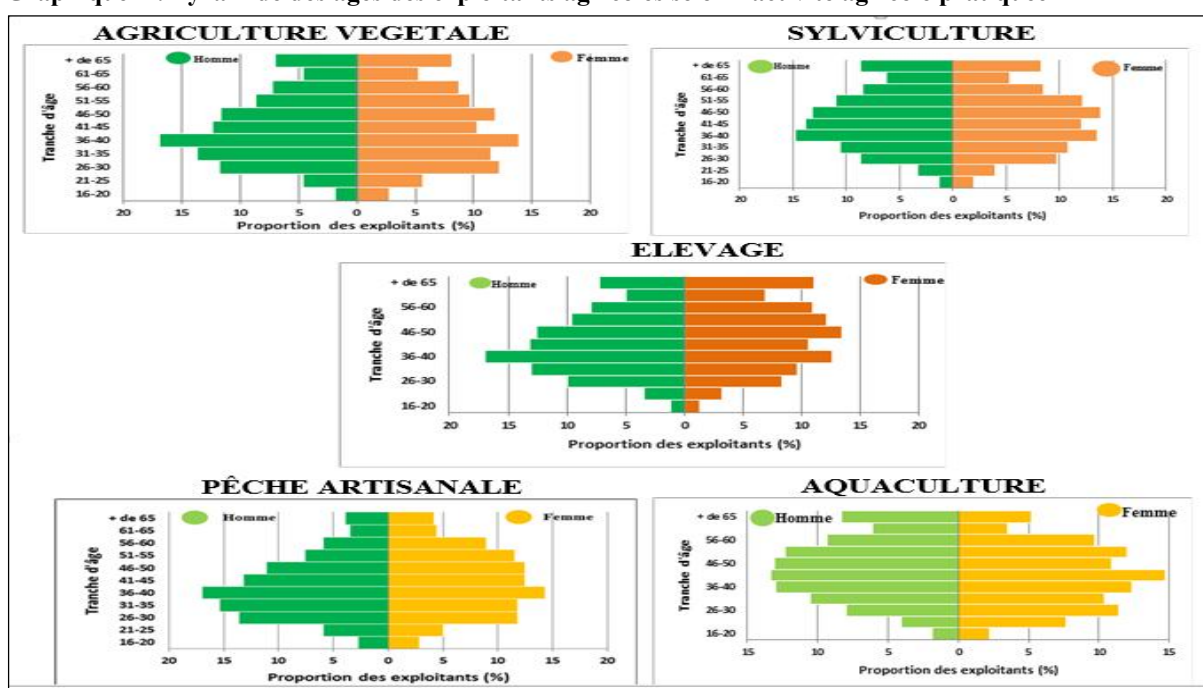 AGRICULTURE VEGETALE
Homme
Femme
Tranche d'âge
+ de 65
61-65
56-60
51-55
46-50
41-45
36-40
31-35
26-30
21-25
16-20
20 15 10 5 0 5 10 15 20
Proportion des exploitants (%)
SYLVICULTURE
Homme
Femme
Tranche d'âge
+ de 65
61-65
56-60
51-55
46-50
41-45
36-40
31-35
26-30
21-25
16-20
20 15 10 5 0 5 10 15 20
Proportion des exploitants (%)
ELEVAGE
Homme
Femme
Tranche d'âge
+ de 65
56-60
46-50
36-40
26-30
16-20
20 15 10 5 0 5 10 15 20
Proportion des exploitants (%)
PÊCHE ARTISANALE
Homme
Femme
Tranche d'âge
+ de 65
61-65
56-60
51-55
46-50
41-45
36-40
31-35
26-30
21-25
16-20
20 15 10 5 0 5 10 15 20
Proportion des exploitants (%)
AQUACULTURE
Homme
Femme
Tranche d'âge
+ de 65
56-60
46-50
36-40
26-30
16-20
15 10 5 0 5 10 15
Proportion des exploitants (%)